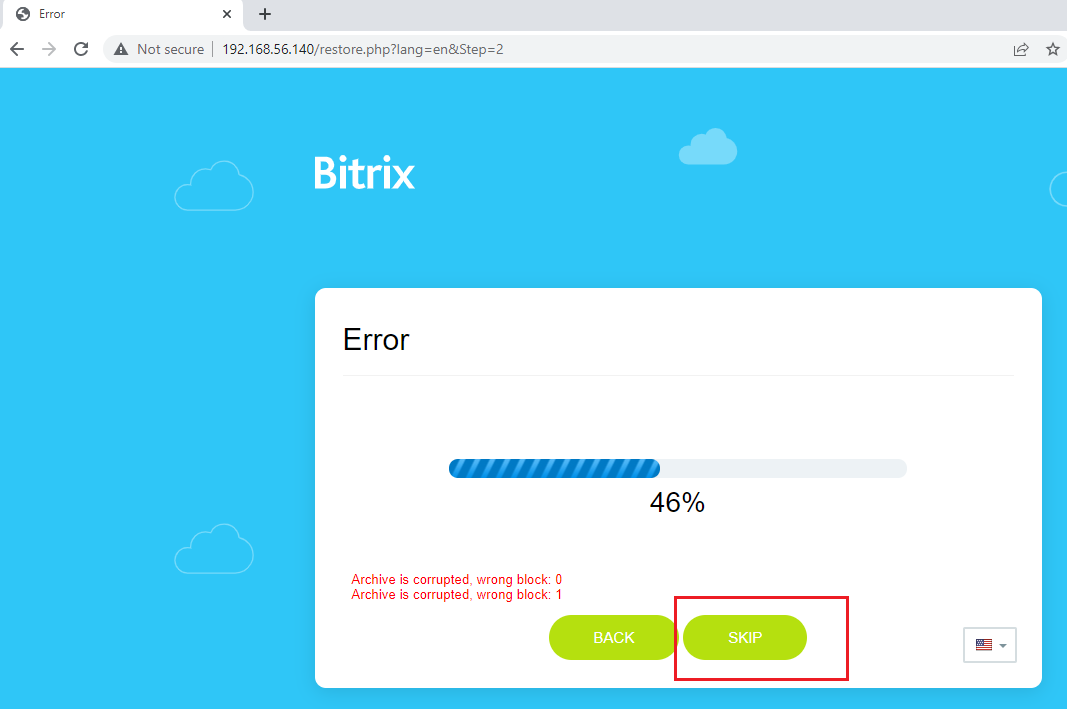 Error
Not secure
192.168.56.140/restore.php?lang=en&Step=2
Bitrix
Error
46%
Archive is corrupted, wrong block: 0
Archive is corrupted, wrong block: 1
BACK
SKIP